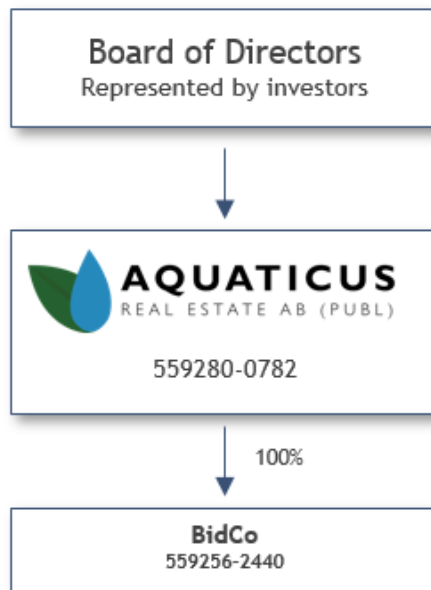 Board of Directors
Represented by investors
AQUATICUS
REAL ESTATE AB (PUBL)
559280-0782
100%
BidCo
559256-2440